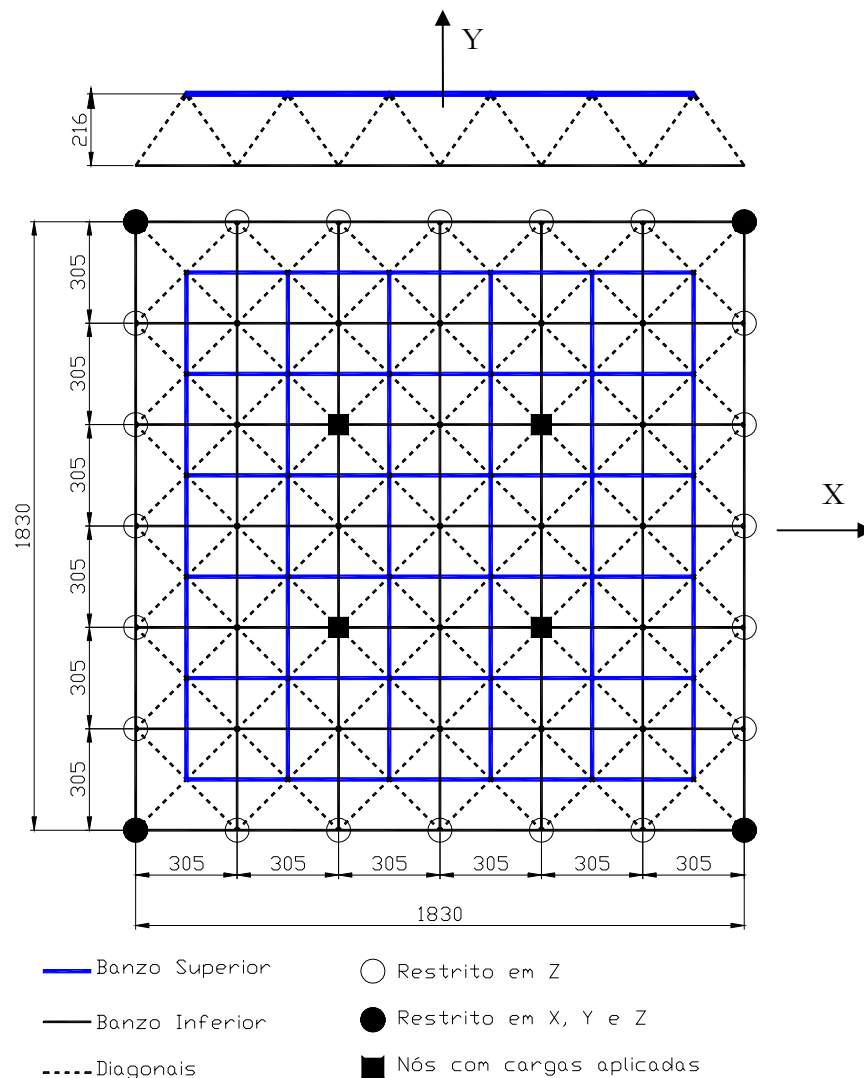 Y
216
305
305
305
305
305
305
1830
X
305 305 305 305 305 305
1830
Banzo Superior
Restrito em Z
Banzo Inferior
Restrito em X, Y e Z
Diagonais
Nós com cargas aplicadas